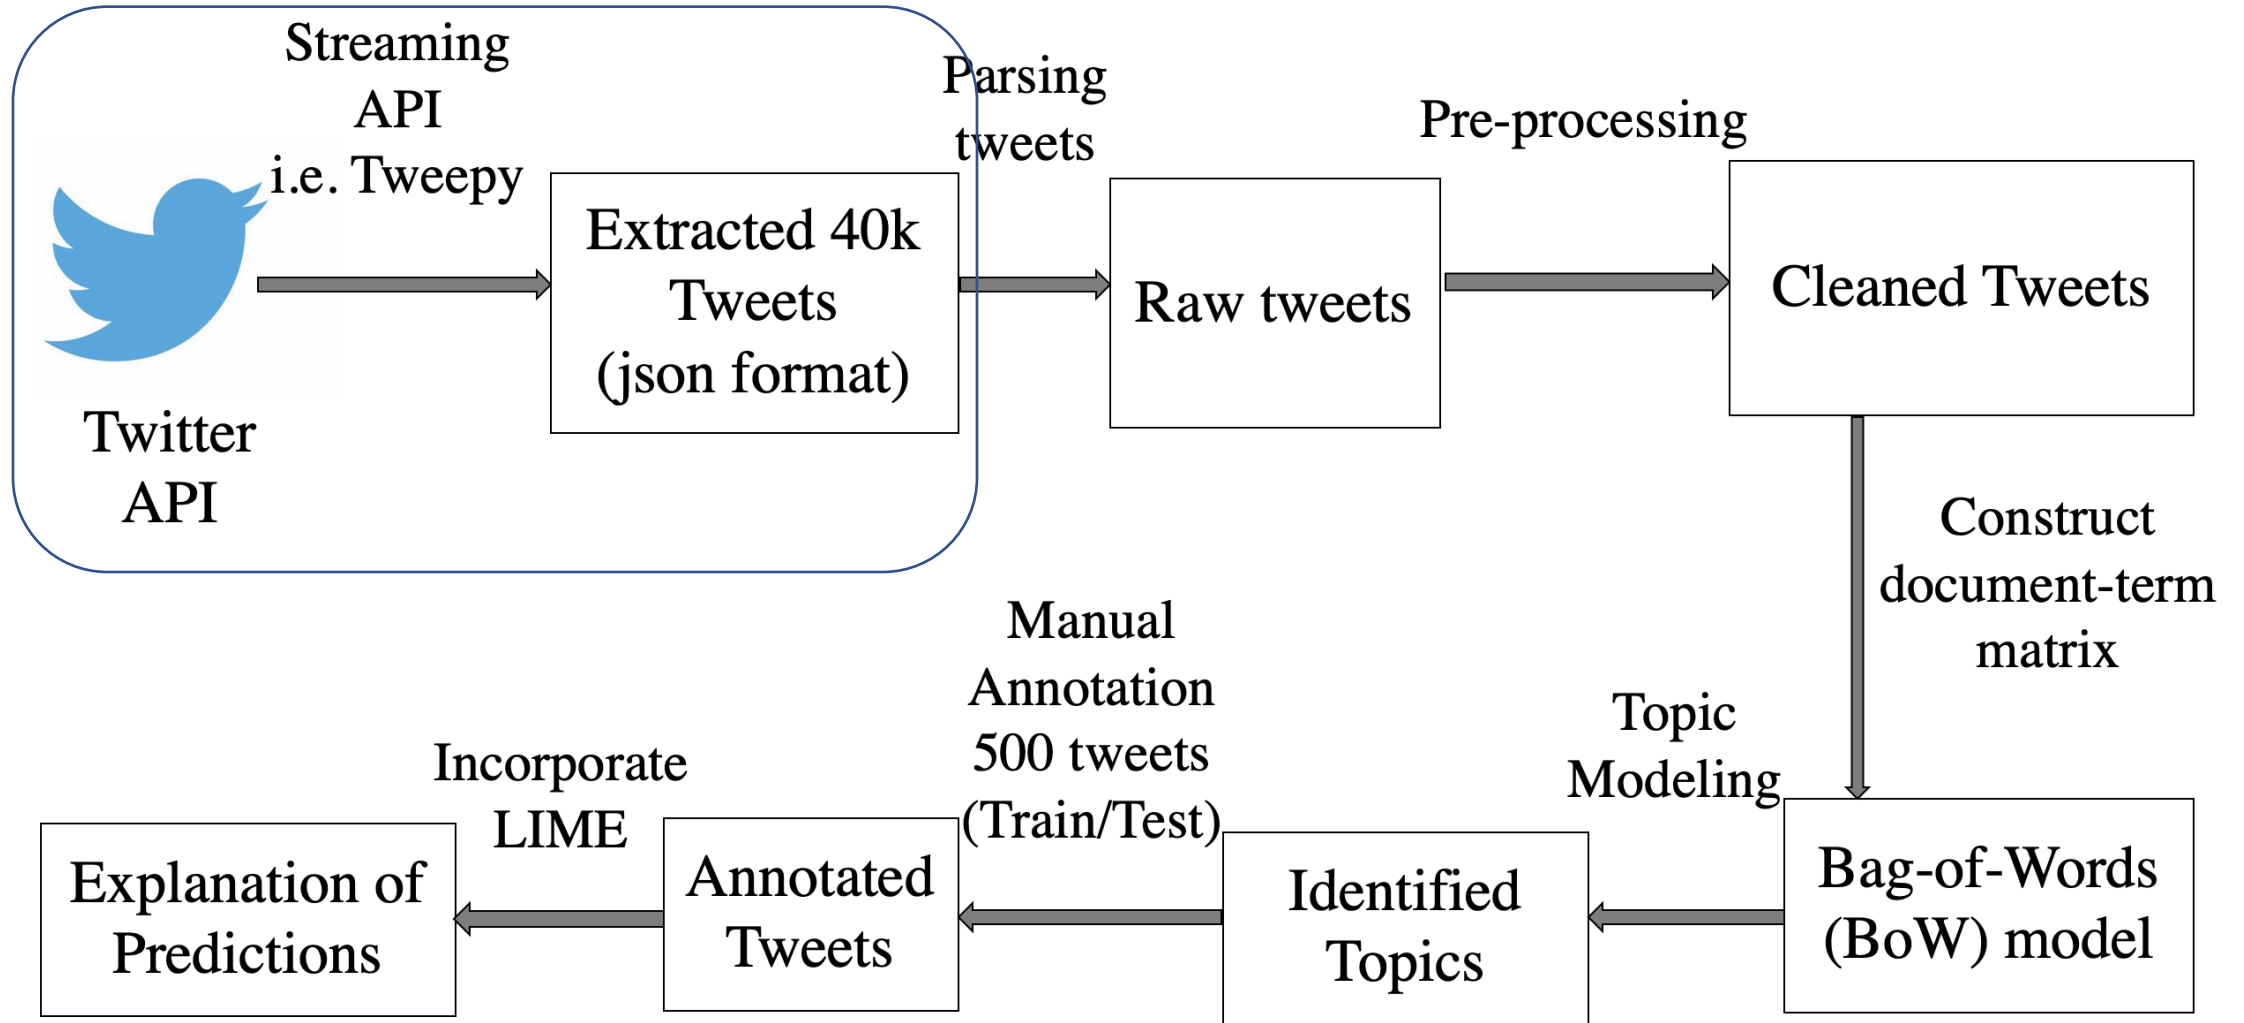 Streaming
API
i.e. Tweepy
Twitter
API
Extracted 40k
Tweets
(json format)
Parsing
tweets
Raw tweets
Pre-processing
Cleaned Tweets
Construct
document-term
matrix
Bag-of-Words
(BoW) model
Topic
Modeling
Identified
Topics
Manual
Annotation
500 tweets
(Train/Test)
Annotated
Tweets
Incorporate
LIME
Explanation of
Predictions